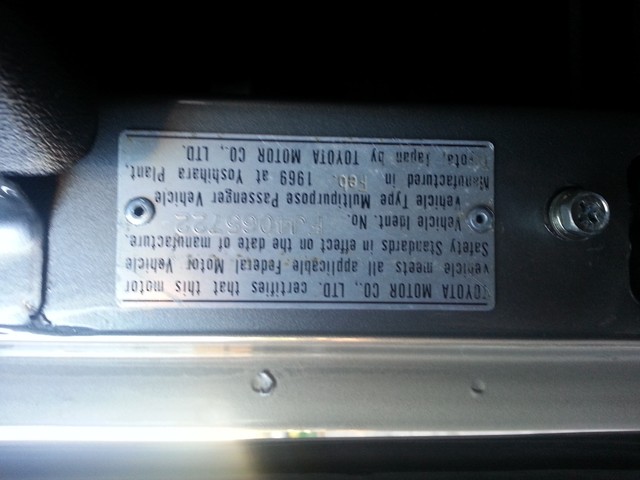 TOYOTA MOTOR CO., LTD. certifies that this motor
vehicle meets all applicable Federal Motor Vehicle
Safety Standards in effect on the date of manufacture.
Vehicle Ident. No.
Vehicle Type Multipurpose Passenger Vehicle
Manufactured in Feb. 1969 at Yoshihara Plant,
Toyota, Japan by TOYOTA MOTOR CO., LTD.